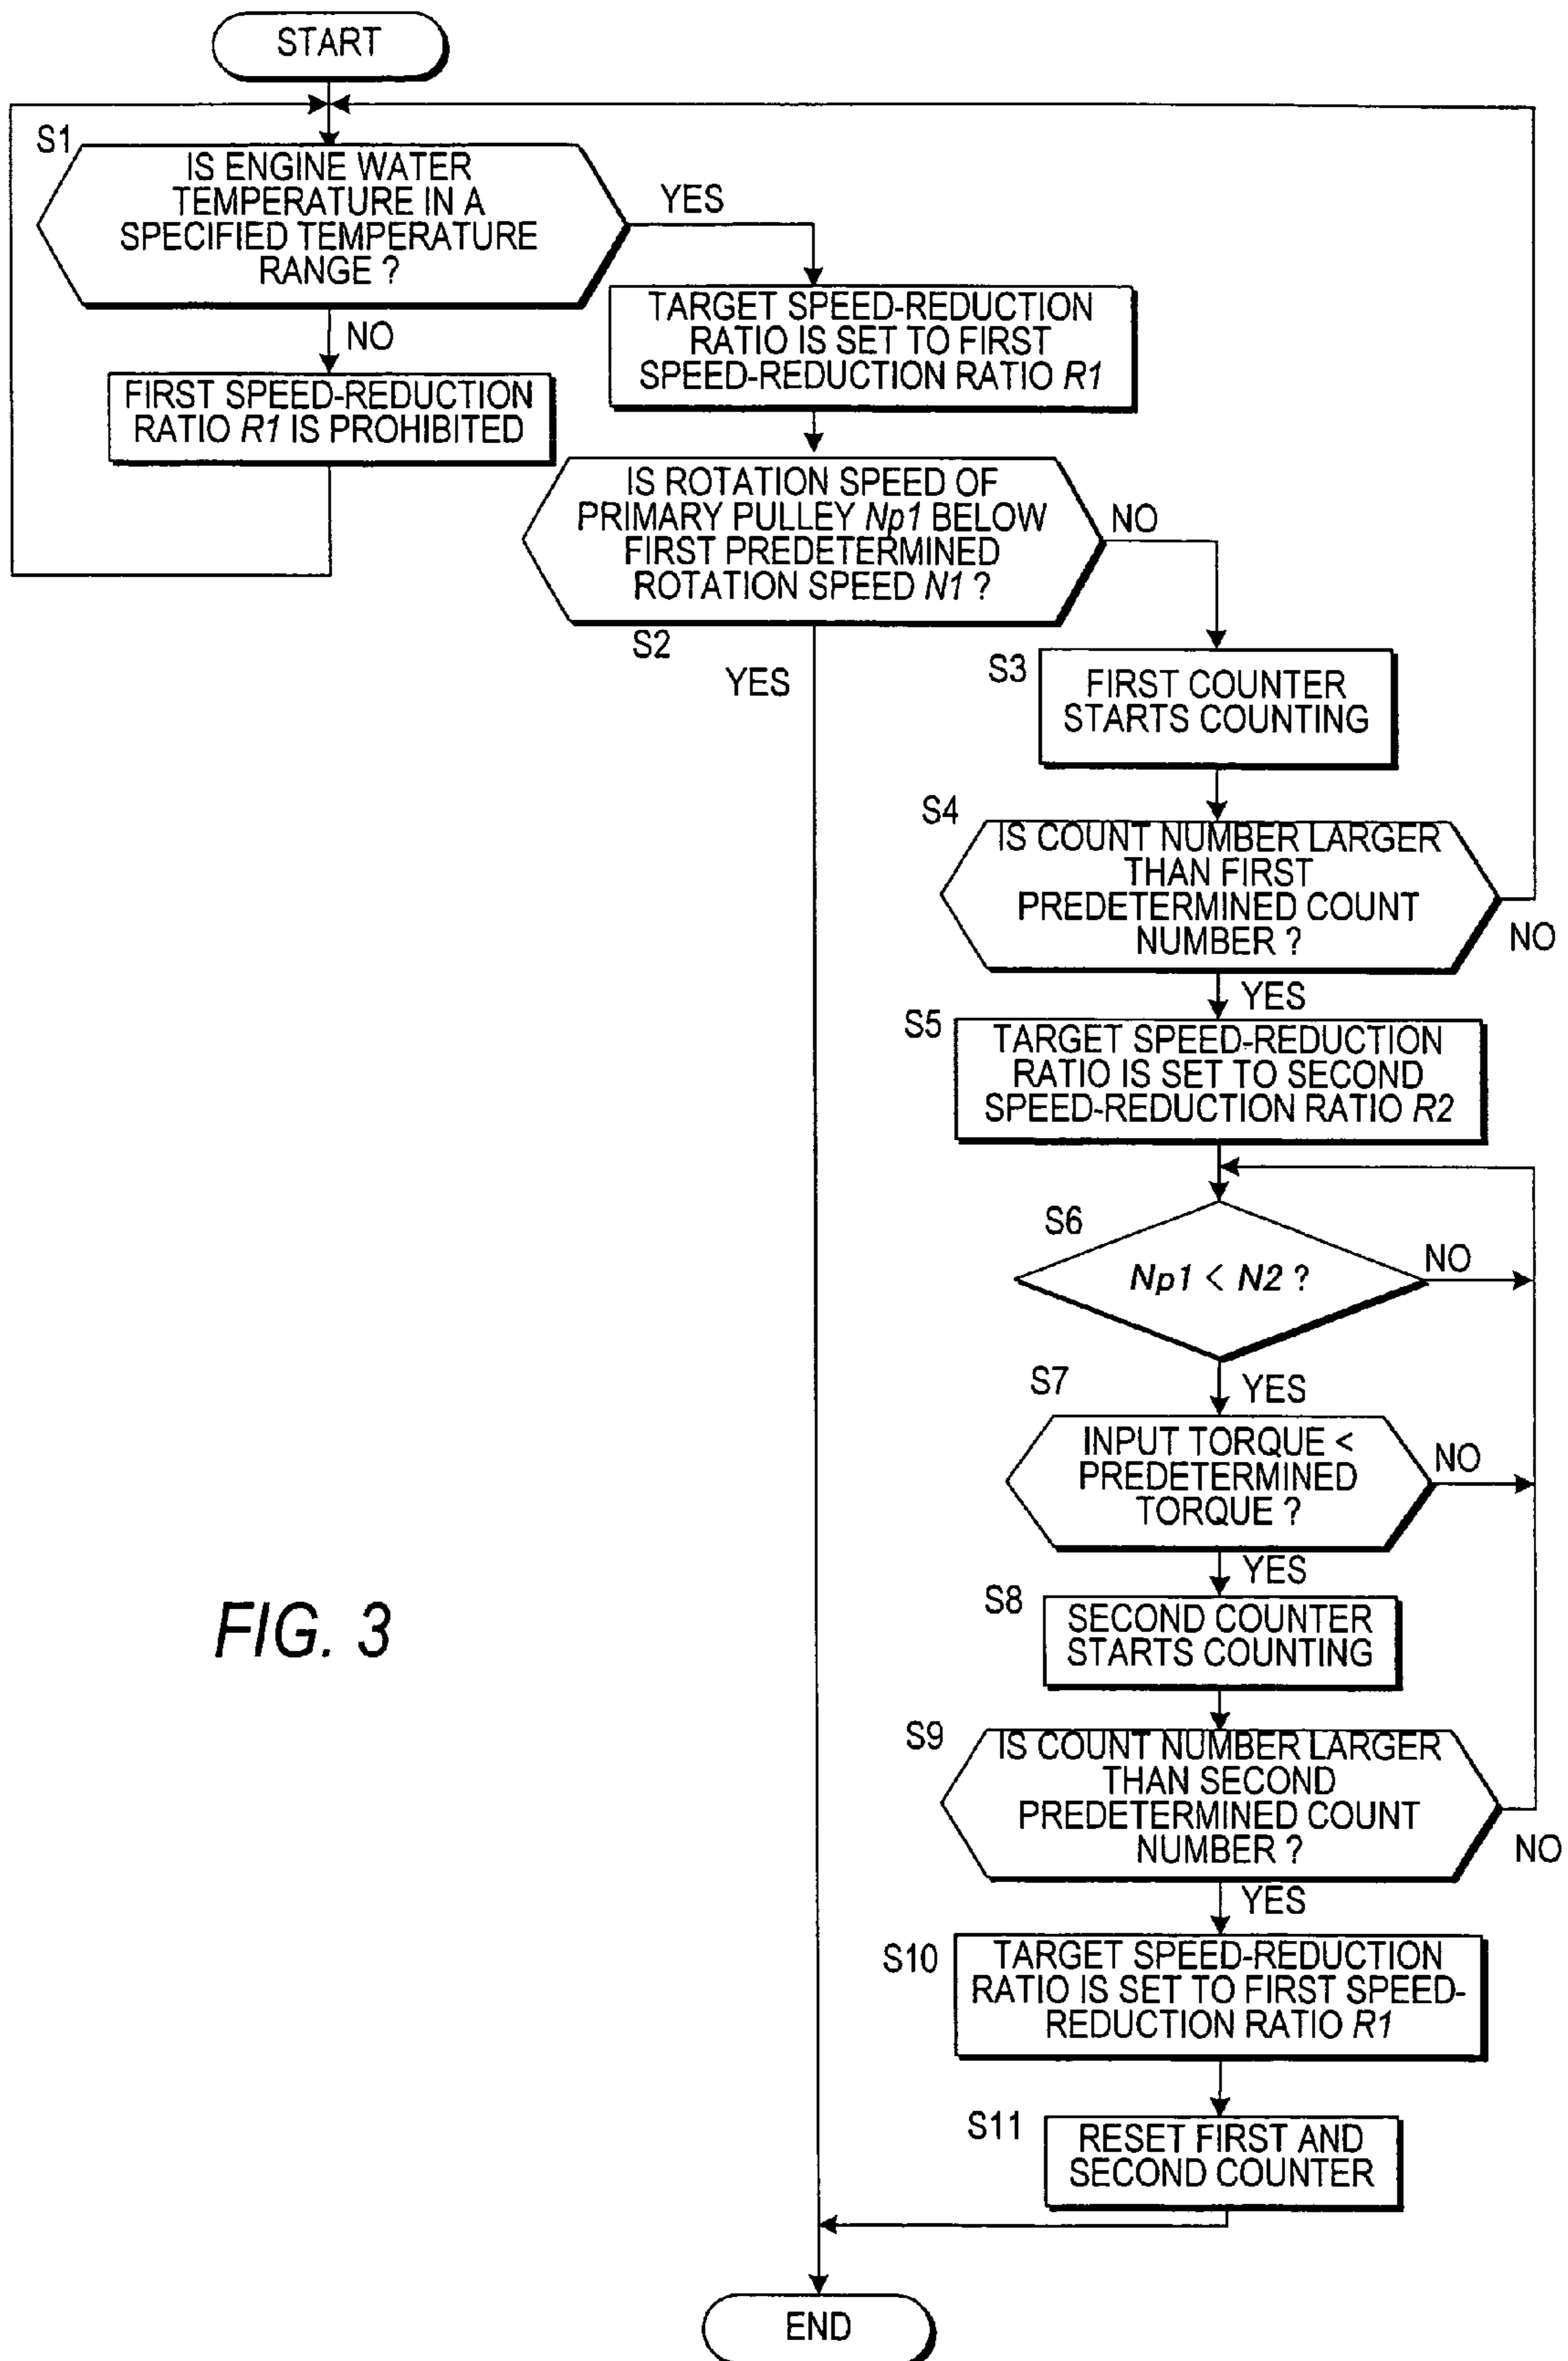 START
S1
IS ENGINE WATER
TEMPERATURE IN A
SPECIFIED TEMPERATURE
RANGE ?
YES
NO
TARGET SPEED-REDUCTION
RATIO IS SET TO FIRST
SPEED-REDUCTION RATIO R1
FIRST SPEED-REDUCTION
RATIO R1 IS PROHIBITED
IS ROTATION SPEED OF
PRIMARY PULLEY Np1 BELOW
FIRST PREDETERMINED
ROTATION SPEED N1 ?
NO
S2
YES
S3
FIRST COUNTER
STARTS COUNTING
S4
IS COUNT NUMBER LARGER
THAN FIRST
PREDETERMINED COUNT
NUMBER ?
NO
YES
S5
TARGET SPEED-REDUCTION
RATIO IS SET TO SECOND
SPEED-REDUCTION RATIO R2
S6
Np1 < N2 ?
NO
YES
S7
INPUT TORQUE <
PREDETERMINED
TORQUE ?
NO
YES
S8
SECOND COUNTER
STARTS COUNTING
FIG. 3
S9
IS COUNT NUMBER LARGER
THAN SECOND
PREDETERMINED COUNT
NUMBER ?
NO
YES
S10
TARGET SPEED-REDUCTION
RATIO IS SET TO FIRST SPEED-
REDUCTION RATIO R1
S11
RESET FIRST AND
SECOND COUNTER
END